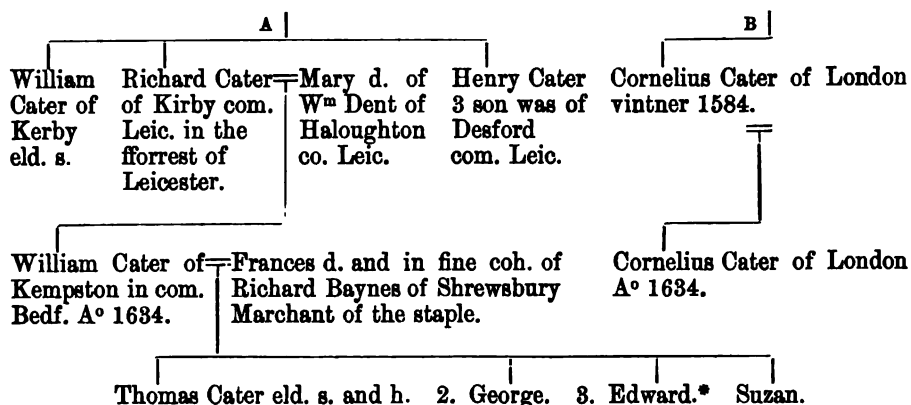 A B
William
Cater of
Kerby
eld. s.
Richard Cater
of Kirby com.
Leic. in the
fforrest of
Leicester.
Mary d. of
Wᵐ Dent of
Haloughton
co. Leic.
Henry Cater
3 son was of
Desford
com. Leic.
Cornelius Cater of London
vintner 1584.
William Cater of
Kempston in com.
Bedf. Aº 1634.
Frances d. and in fine coh. of
Richard Baynes of Shrewsbury
Marchant of the staple.
Cornelius Cater of London
Aº 1634.
Thomas Cater eld. s. and h. 2. George. 3. Edward.* Suzan.